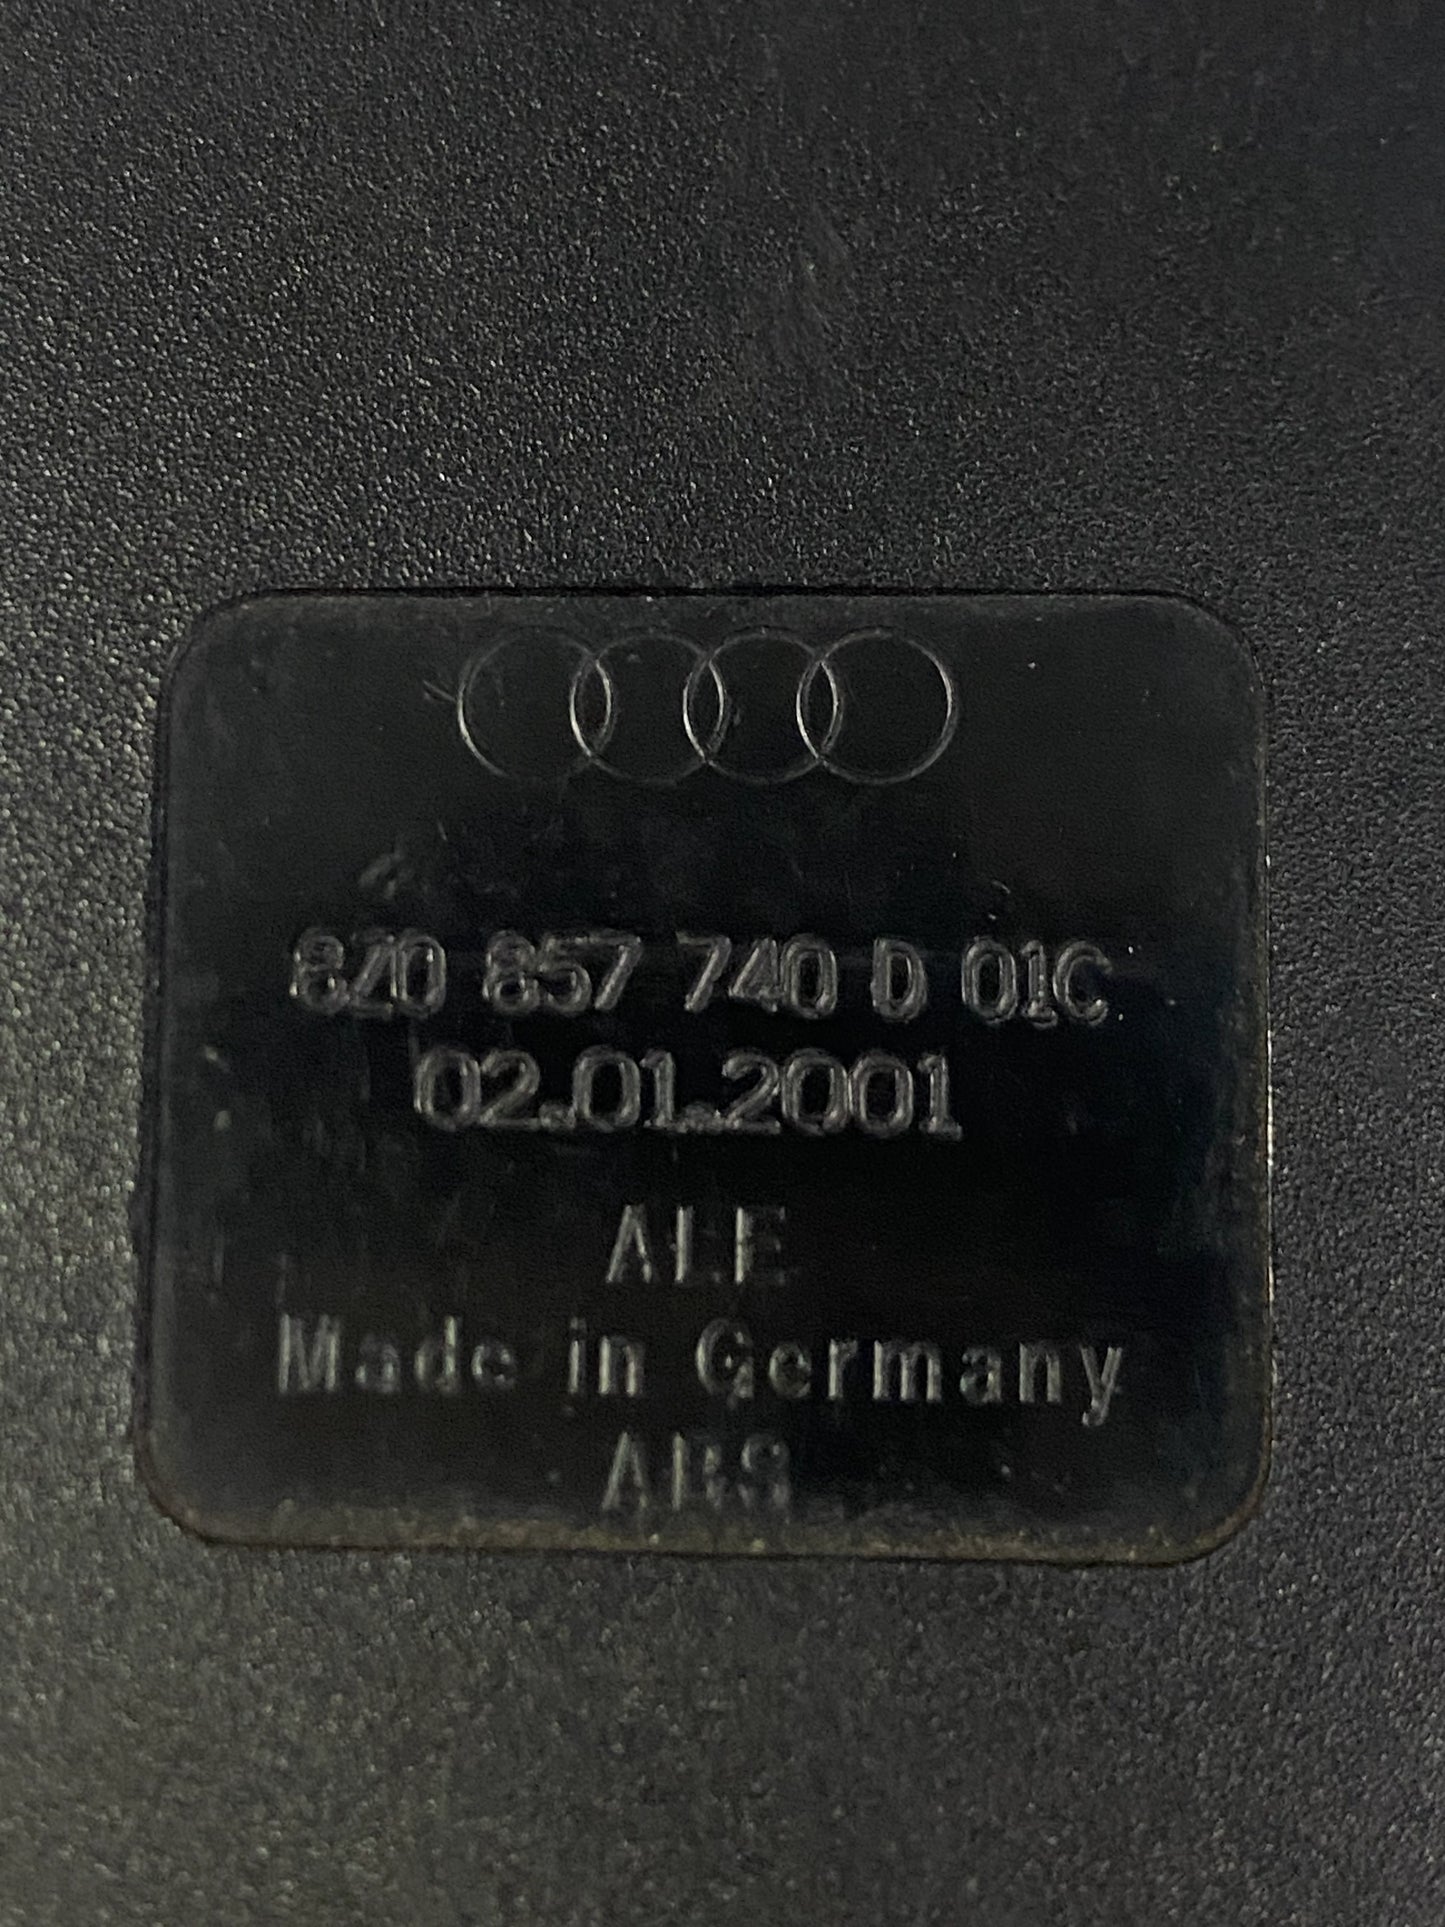 8Z0 857 740 D 01C
02.01.2001
ALE
Made in Germany
ABS